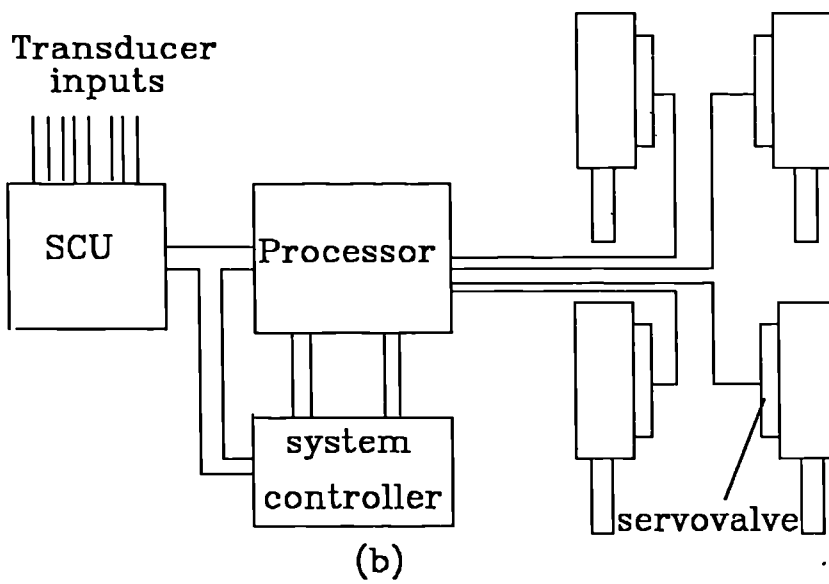 Transducer
inputs
SCU
Processor
system
controller
servovalve
(b)